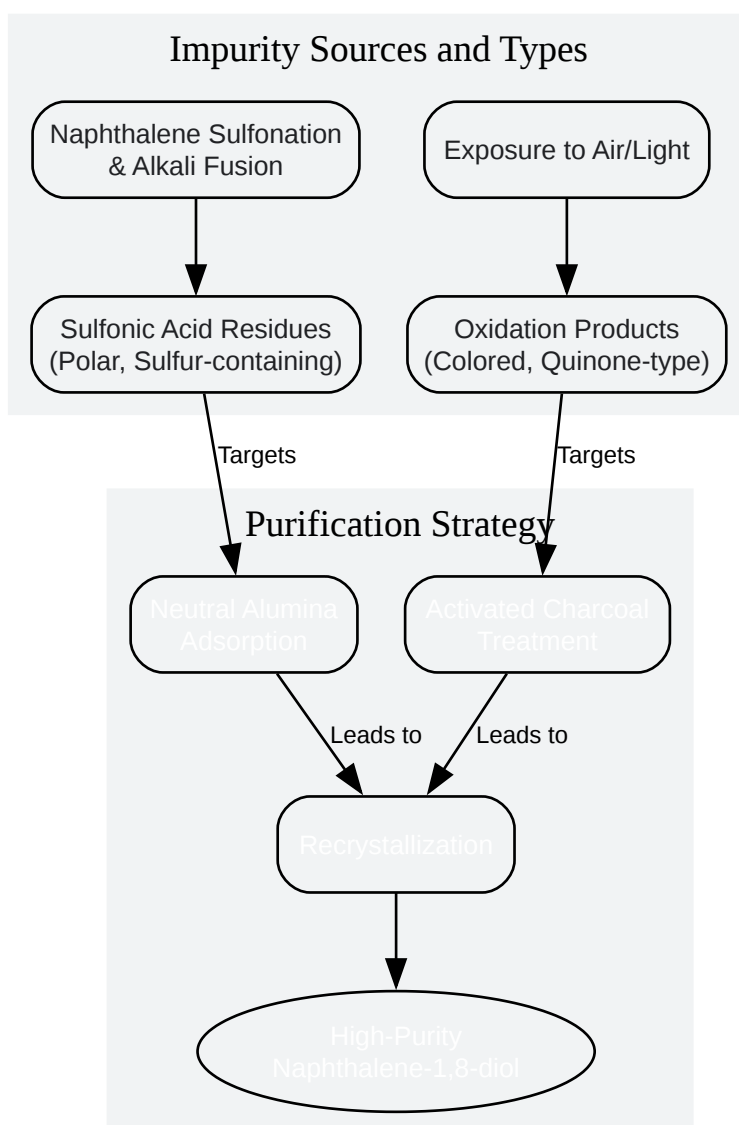 Impurity Sources and Types
Naphthalene Sulfonation
& Alkali Fusion
Exposure to Air/Light
Sulfonic Acid Residues
(Polar, Sulfur-containing)
Oxidation Products
(Colored, Quinone-type)
Targets
Targets
Purification Strategy
Neutral Alumina
Adsorption
Activated Charcoal
Treatment
Leads to
Leads to
Recrystallization
High-Purity
Naphthalene-1,8-diol